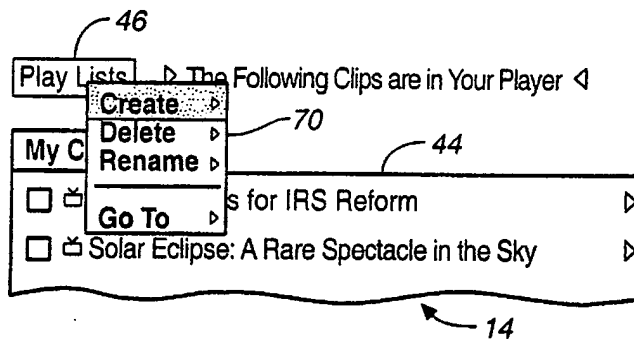 46
Play Lists ▷ The Following Clips are in Your Player ◁
Create ▷
Delete ▷
70
Rename ▷
44
My C
Go To ▷
s for IRS Reform ▷
Solar Eclipse: A Rare Spectacle in the Sky ▷
14